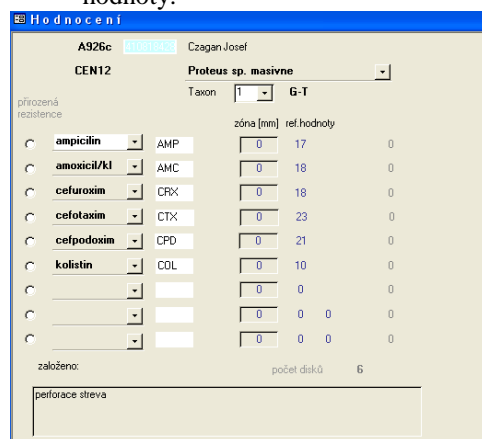 hodnoty.
Hodnocení
A926c Czagan Josef
CEN12 Proteus sp. masivne
Taxon 1 G-T
přirozená
rezistence
zóna [mm] ref.hodnoty
ampicilin AMP 0 17 0
amoxicil/kl AMC 0 18 0
cefuroxim CRX 0 18 0
cefotaxim CTX 0 23 0
cefpodoxim CPD 0 21 0
kolistin COL 0 10 0
0 0 0
0 0 0 0
0 0 0 0
založeno: počet disků 6
perforace streva